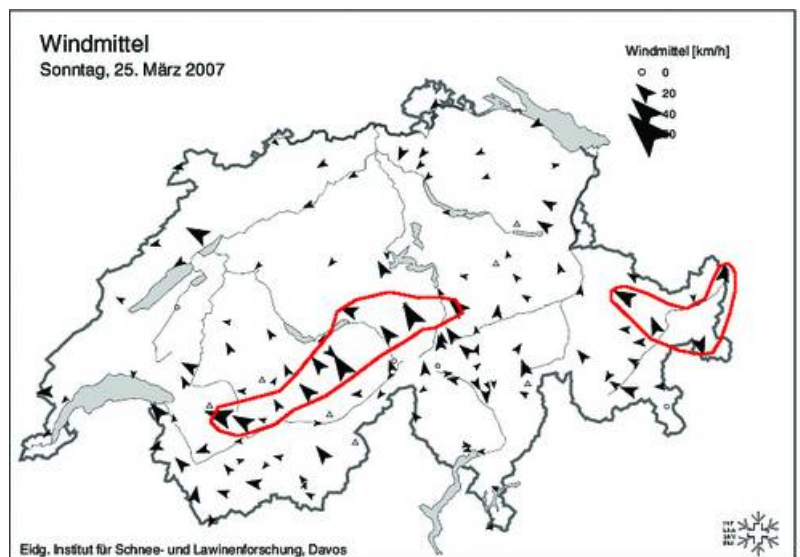 Windmittel
Sonntag, 25. März 2007
Windmittel [km/h]
0
20
40
Eidg. Institut für Schnee- und Lawinenforschung, Davos